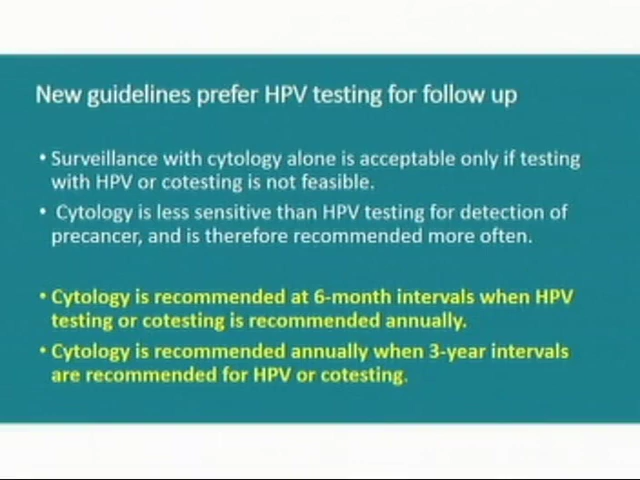 New guidelines prefer HPV testing for follow up
• Surveillance with cytology alone is acceptable only if testing
with HPV or cotesting is not feasible.
• Cytology is less sensitive than HPV testing for detection of
precancer, and is therefore recommended more often.
• Cytology is recommended at 6-month intervals when HPV
testing or cotesting is recommended annually.
• Cytology is recommended annually when 3-year intervals
are recommended for HPV or cotesting.